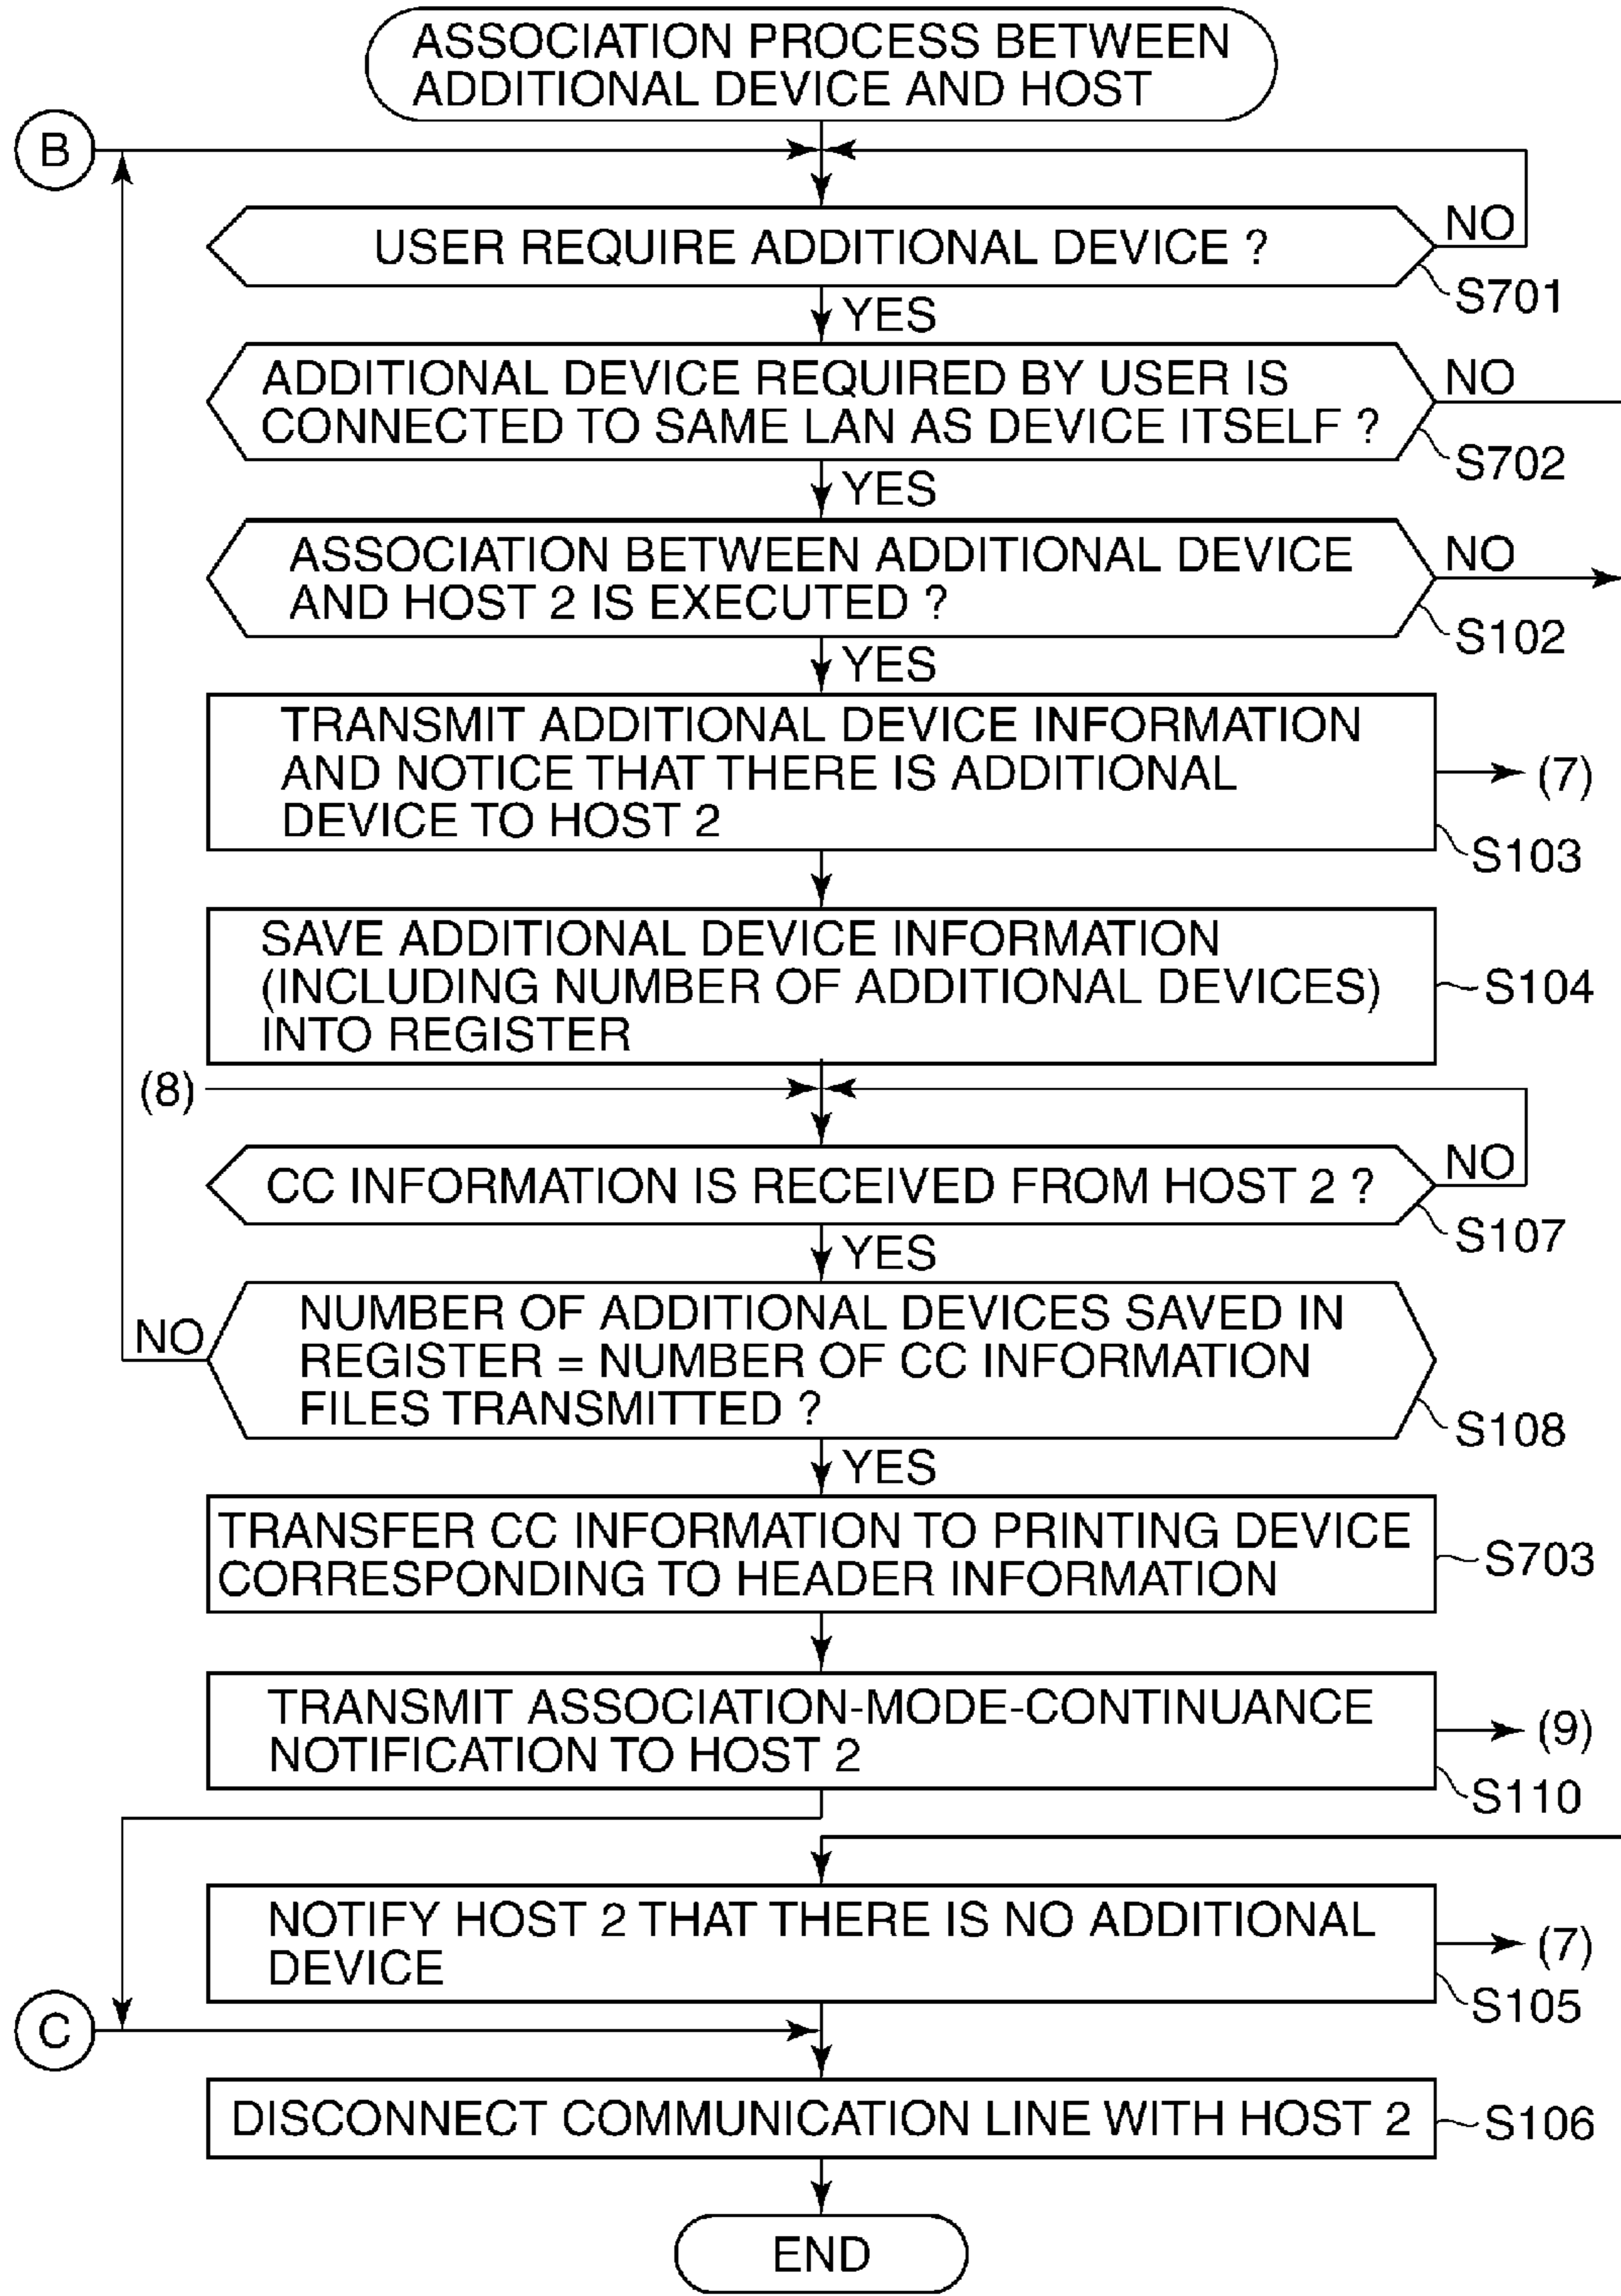 ASSOCIATION PROCESS BETWEEN
ADDITIONAL DEVICE AND HOST
B
USER REQUIRE ADDITIONAL DEVICE ?
NO
S701
YES
ADDITIONAL DEVICE REQUIRED BY USER IS
CONNECTED TO SAME LAN AS DEVICE ITSELF ?
NO
S702
YES
ASSOCIATION BETWEEN ADDITIONAL DEVICE
AND HOST 2 IS EXECUTED ?
NO
S102
YES
TRANSMIT ADDITIONAL DEVICE INFORMATION
AND NOTICE THAT THERE IS ADDITIONAL
DEVICE TO HOST 2
(7)
S103
SAVE ADDITIONAL DEVICE INFORMATION
(INCLUDING NUMBER OF ADDITIONAL DEVICES)
INTO REGISTER
S104
(8)
CC INFORMATION IS RECEIVED FROM HOST 2 ?
NO
S107
YES
NUMBER OF ADDITIONAL DEVICES SAVED IN
REGISTER = NUMBER OF CC INFORMATION
FILES TRANSMITTED ?
NO
S108
YES
TRANSFER CC INFORMATION TO PRINTING DEVICE
CORRESPONDING TO HEADER INFORMATION
S703
TRANSMIT ASSOCIATION-MODE-CONTINUANCE
NOTIFICATION TO HOST 2
(9)
S110
NOTIFY HOST 2 THAT THERE IS NO ADDITIONAL
DEVICE
(7)
S105
C
DISCONNECT COMMUNICATION LINE WITH HOST 2
S106
END